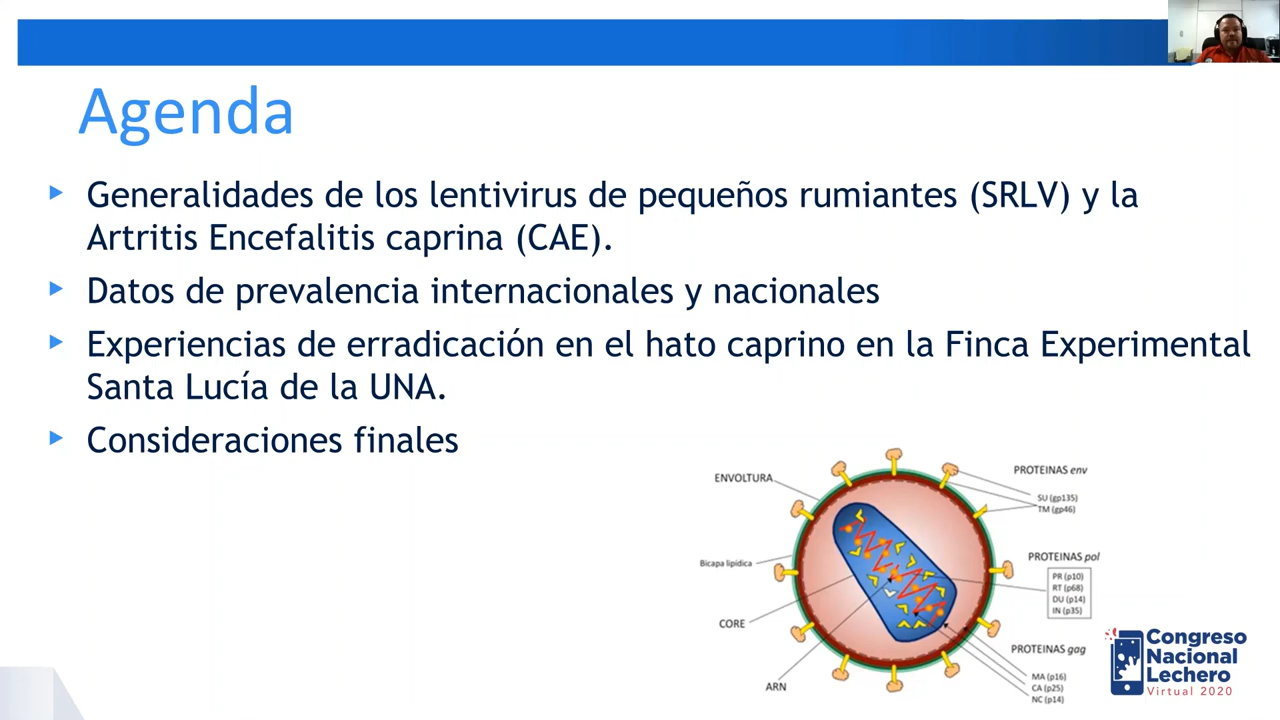 Agenda
Generalidades de los lentivirus de pequeños rumiantes (SRLV) y la
Artritis Encefalitis caprina (CAE).
Datos de prevalencia internacionales y nacionales
Experiencias de erradicación en el hato caprino en la Finca Experimental
Santa Lucía de la UNA.
Consideraciones finales
ENVOLTURA
Bicapa lipídica
CORE
ARN
PROTEINAS env
SU (gp135)
TM (gp46)
PROTEINAS pol
PR (p10)
RT (p68)
DU (p14)
IN (p35)
PROTEINAS gag
MA (p16)
CA (p25)
NC (p14)
Congreso
Nacional
Lechero
Virtual 2020